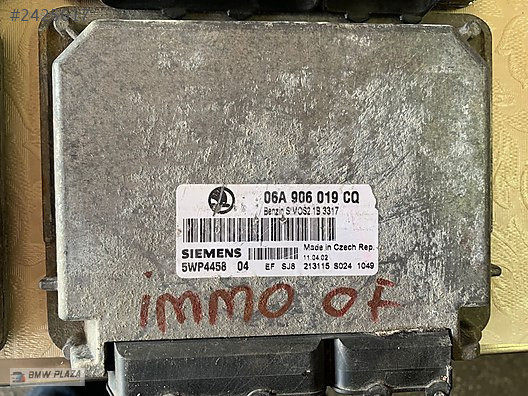 06A 906 019 CQ
Benzin SIMOS2 1B 3317
SIEMENS
Made in Czech Rep.
11.04.02
5WP4458 04 EF SJ8 213115 S024 1049
immo OF
BMW PLAZA